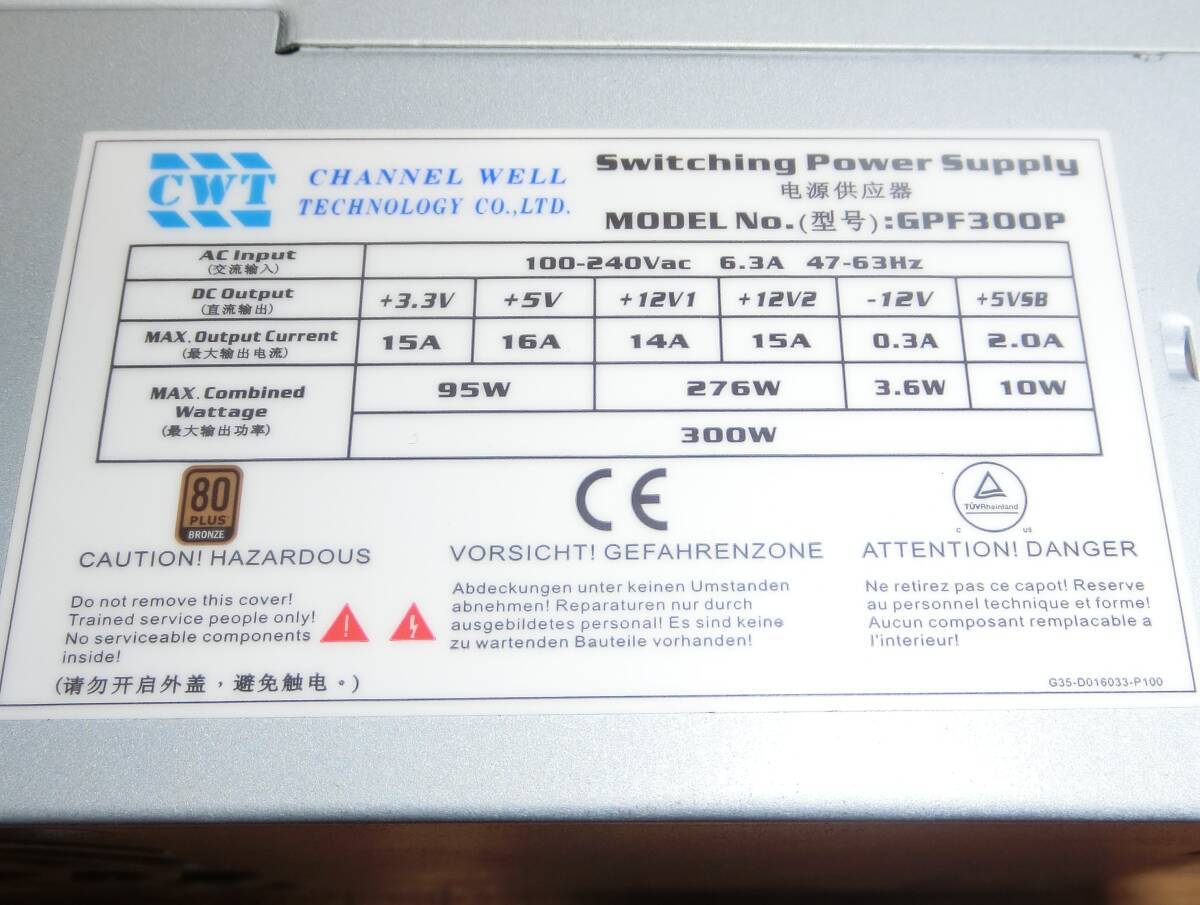 CWT
CHANNEL WELL
TECHNOLOGY CO.,LTD.
Switching Power Supply
电源供应器
MODEL No.(型号):GPF300P
AC Input
(交流输入)
100-240Vac 6.3A 47-63Hz
DC Output
(直流输出)
+3.3V +5V +12V1 +12V2 -12V +5VSB
MAX.Output Current
(最大输出电流)
15A 16A 14A 15A 0.3A 2.0A
MAX.Combined
Wattage
(最大输出功率)
95W 276W 3.6W 10W
300W
80
PLUS
BRONZE
CE
TÜVRheinland
C US
CAUTION! HAZARDOUS
Do not remove this cover!
Trained service people only!
No serviceable components
inside!
(请勿开启外盖，避免触电。)
VORSICHT! GEFAHRENZONE
Abdeckungen unter keinen Umstanden
abnehmen! Reparaturen nur durch
ausgebildetes personal! Es sind keine
zu wartenden Bauteile vorhanden!
ATTENTION! DANGER
Ne retirez pas ce capot! Reserve
au personnel technique et forme!
Aucun composant remplacable a
l'interieur!
G35-D016033-P100